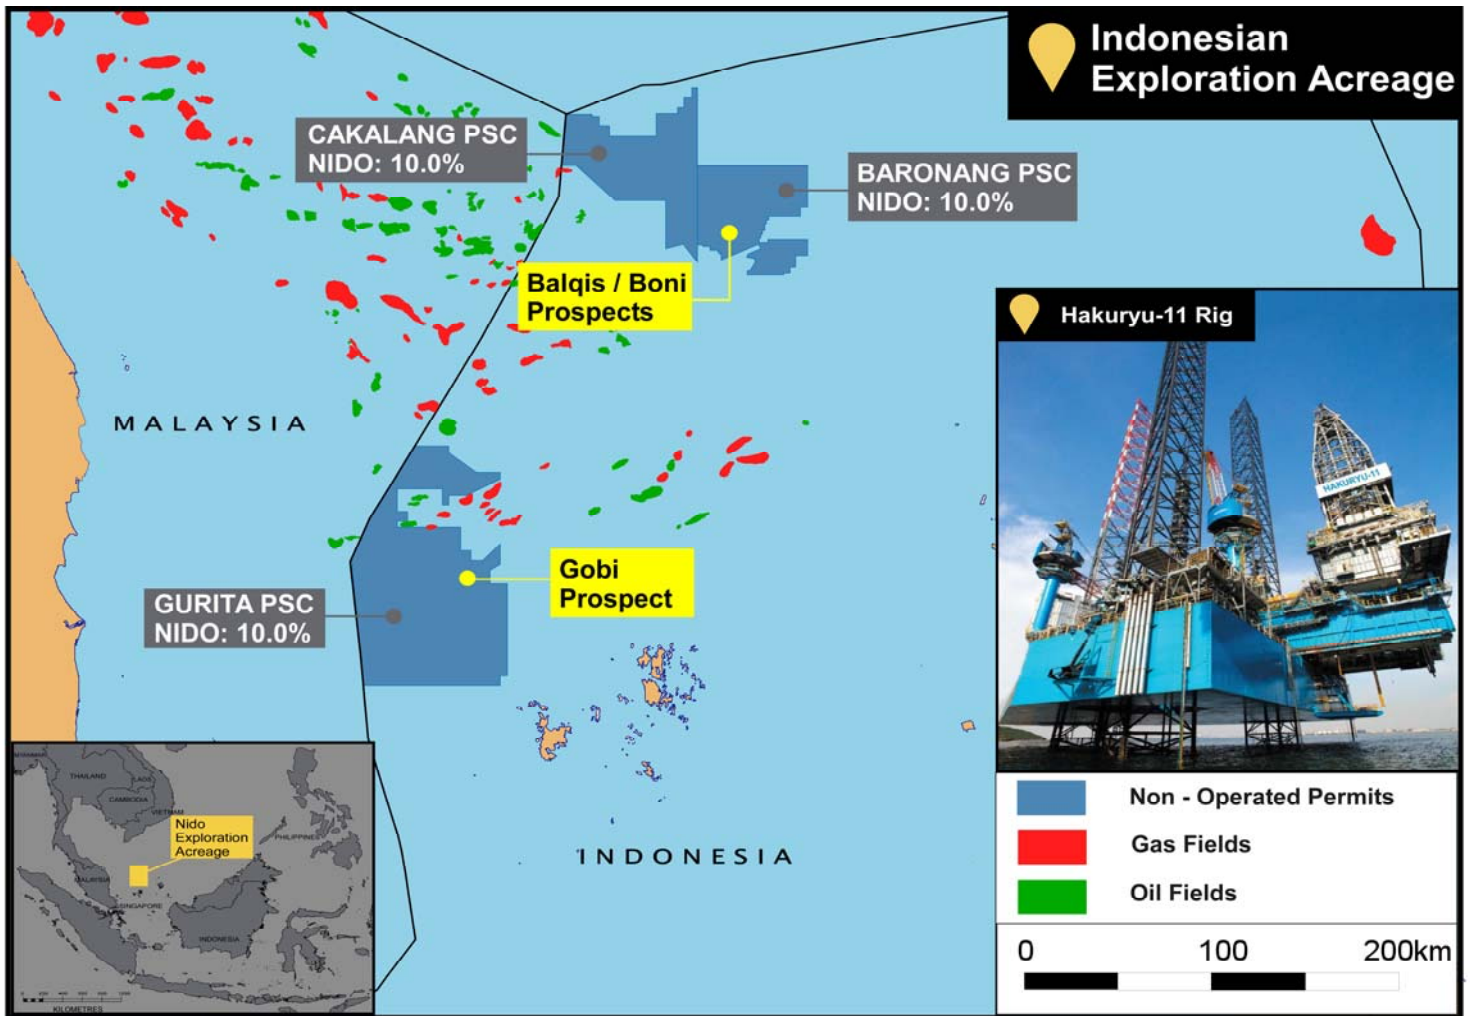 Indonesian
Exploration Acreage
CAKALANG PSC
NIDO: 10.0%
BARONANG PSC
NIDO: 10.0%
Balqis / Boni
Prospects
Hakuryu-11 Rig
HAKURYU-11
MALAYSIA
Gobi
Prospect
GURITA PSC
NIDO: 10.0%
INDONESIA
Non - Operated Permits
Gas Fields
Oil Fields
0 100 200km
THAILAND
LAOS
CAMBODIA
VIETNAM
Nido
Exploration
Acreage
PHILIPPINES
MALAYSIA
SINGAPORE
INDONESIA
KILOMETRES